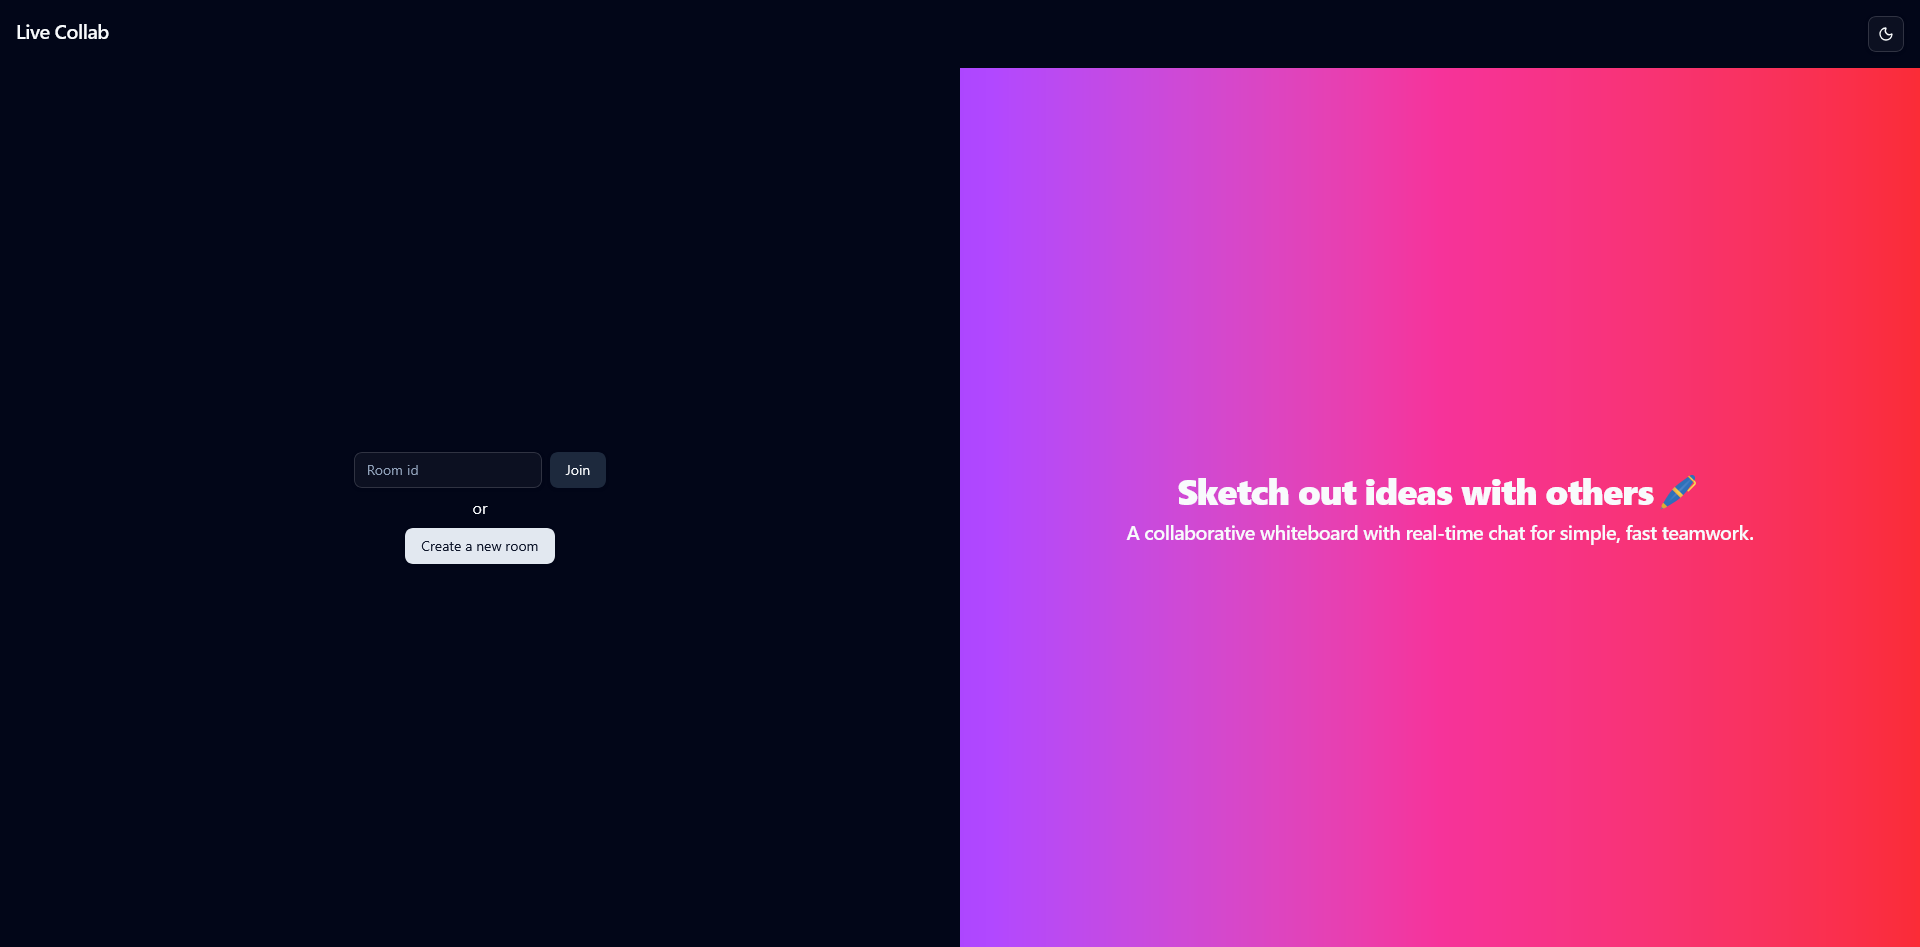 Live Collab
Room id
Join
or
Create a new room
Sketch out ideas with others 🖌️
A collaborative whiteboard with real-time chat for simple, fast teamwork.